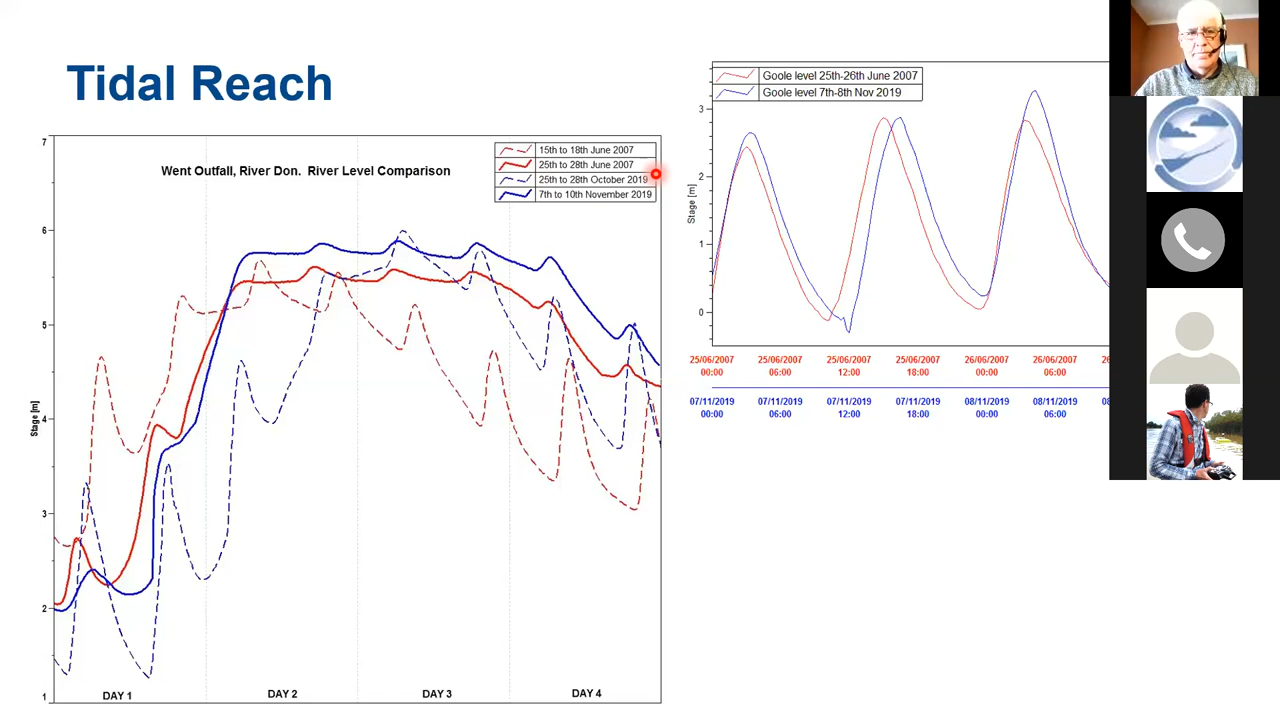 Tidal Reach
Went Outfall, River Don. River Level Comparison
15th to 18th June 2007
25th to 28th June 2007
25th to 28th October 2019
7th to 10th November 2019
Stage [m]
7
6
5
4
3
2
1
DAY 1 DAY 2 DAY 3 DAY 4
Goole level 25th-26th June 2007
Goole level 7th-8th Nov 2019
Stage [m]
3
2
1
0
25/06/2007 25/06/2007 25/06/2007 25/06/2007 26/06/2007 26/06/2007 26
00:00 06:00 12:00 18:00 00:00 06:00
07/11/2019 07/11/2019 07/11/2019 07/11/2019 08/11/2019 08/11/2019 08
00:00 06:00 12:00 18:00 00:00 06:00